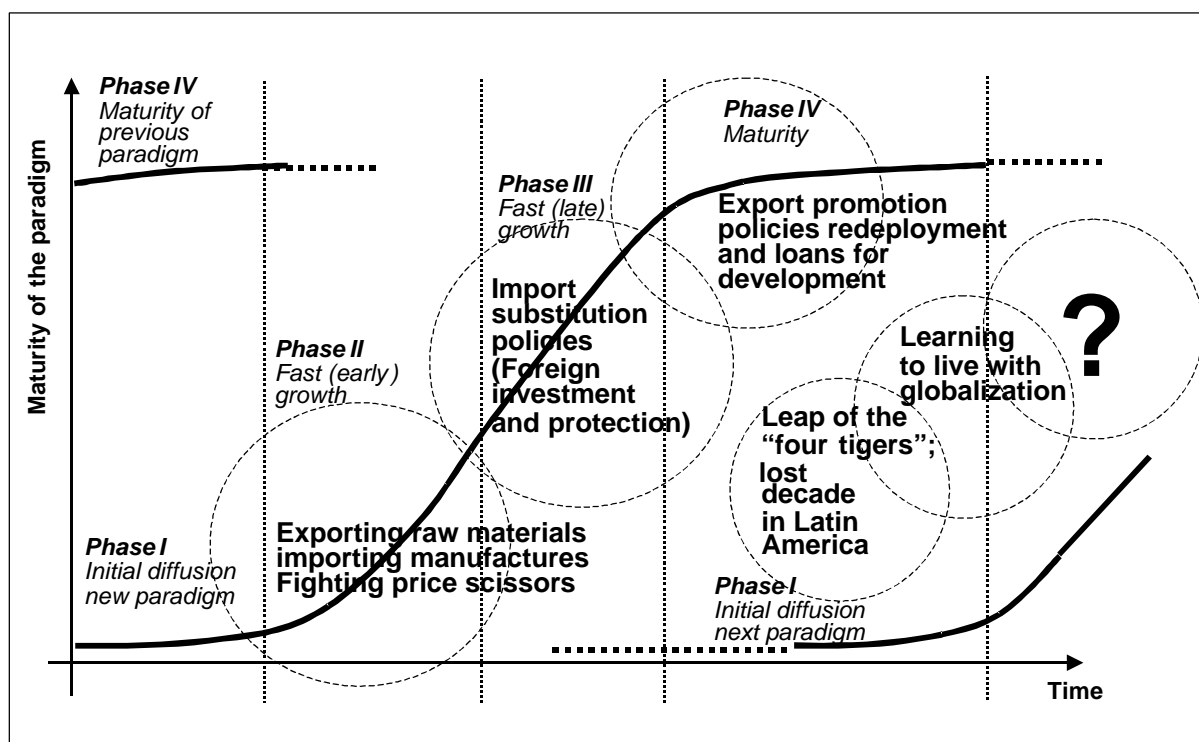 Maturity of the paradigm
Phase IV
Maturity of
previous
paradigm
Phase I
Initial diffusion
new paradigm
Phase II
Fast (early)
growth
Exporting raw materials
importing manufactures
Fighting price scissors
Phase III
Fast (late)
growth
Import
substitution
policies
(Foreign
investment
and protection)
Phase IV
Maturity
Export promotion
policies redeployment
and loans for
development
Leap of the
“four tigers”;
lost
decade
in Latin
America
Learning
to live with
globalization
?
Phase I
Initial diffusion
next paradigm
Time